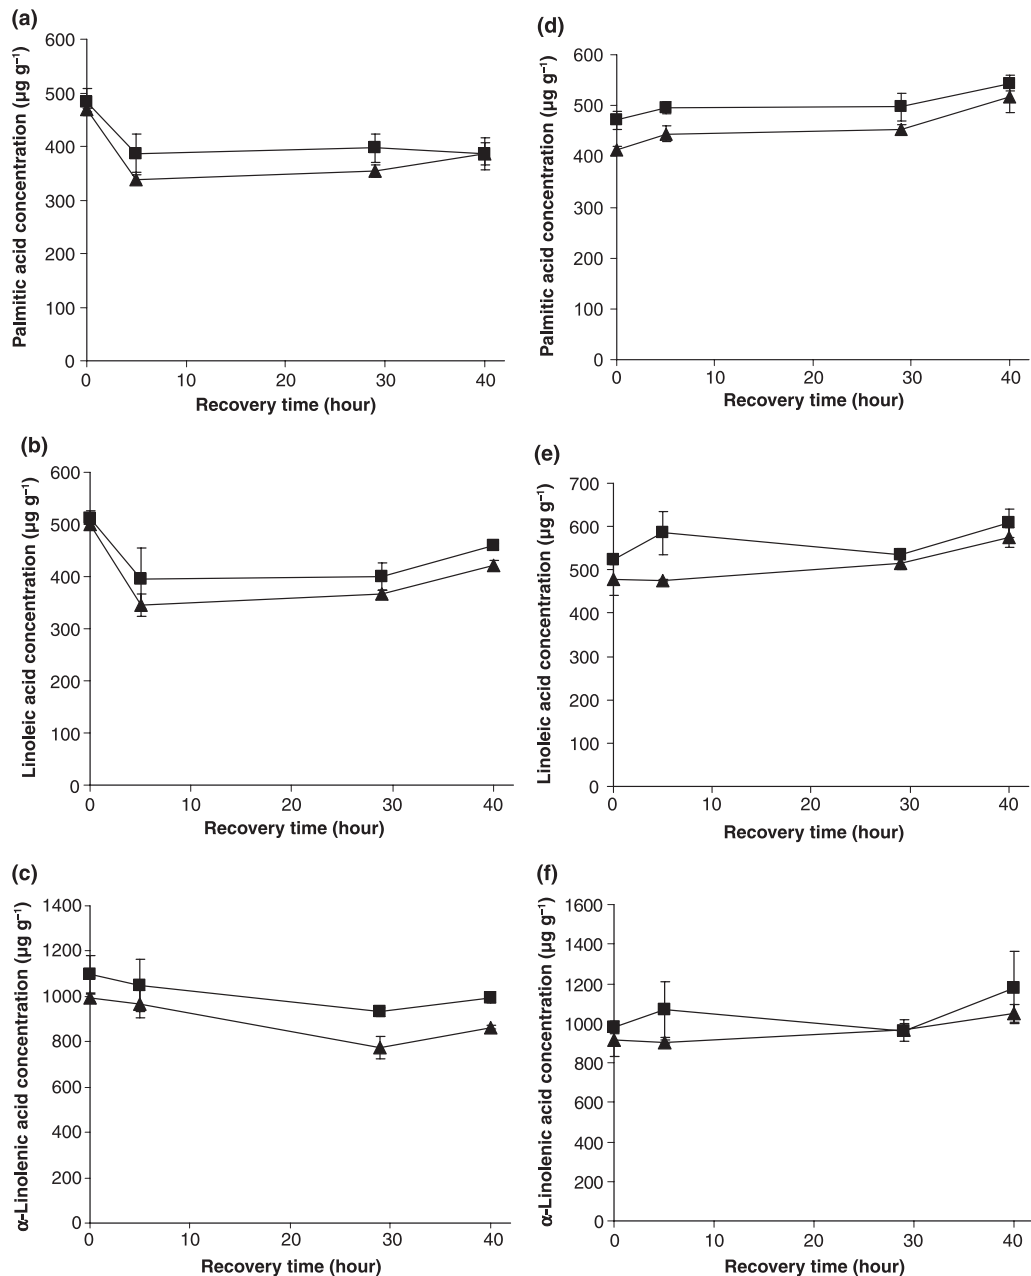 (a)
Palmitic acid concentration (µg g⁻¹)
600
500
400
300
200
100
0
0 10 20 30 40
Recovery time (hour)
(d)
Palmitic acid concentration (µg g⁻¹)
600
500
400
300
200
100
0
0 10 20 30 40
Recovery time (hour)
(b)
Linoleic acid concentration (µg g⁻¹)
600
500
400
300
200
100
0
0 10 20 30 40
Recovery time (hour)
(e)
Linoleic acid concentration (µg g⁻¹)
700
600
500
400
300
200
100
0
0 10 20 30 40
Recovery time (hour)
(c)
α-Linolenic acid concentration (µg g⁻¹)
1400
1200
1000
800
600
400
200
0
0 10 20 30 40
Recovery time (hour)
(f)
α-Linolenic acid concentration (µg g⁻¹)
1600
1400
1200
1000
800
600
400
200
0
0 10 20 30 40
Recovery time (hour)